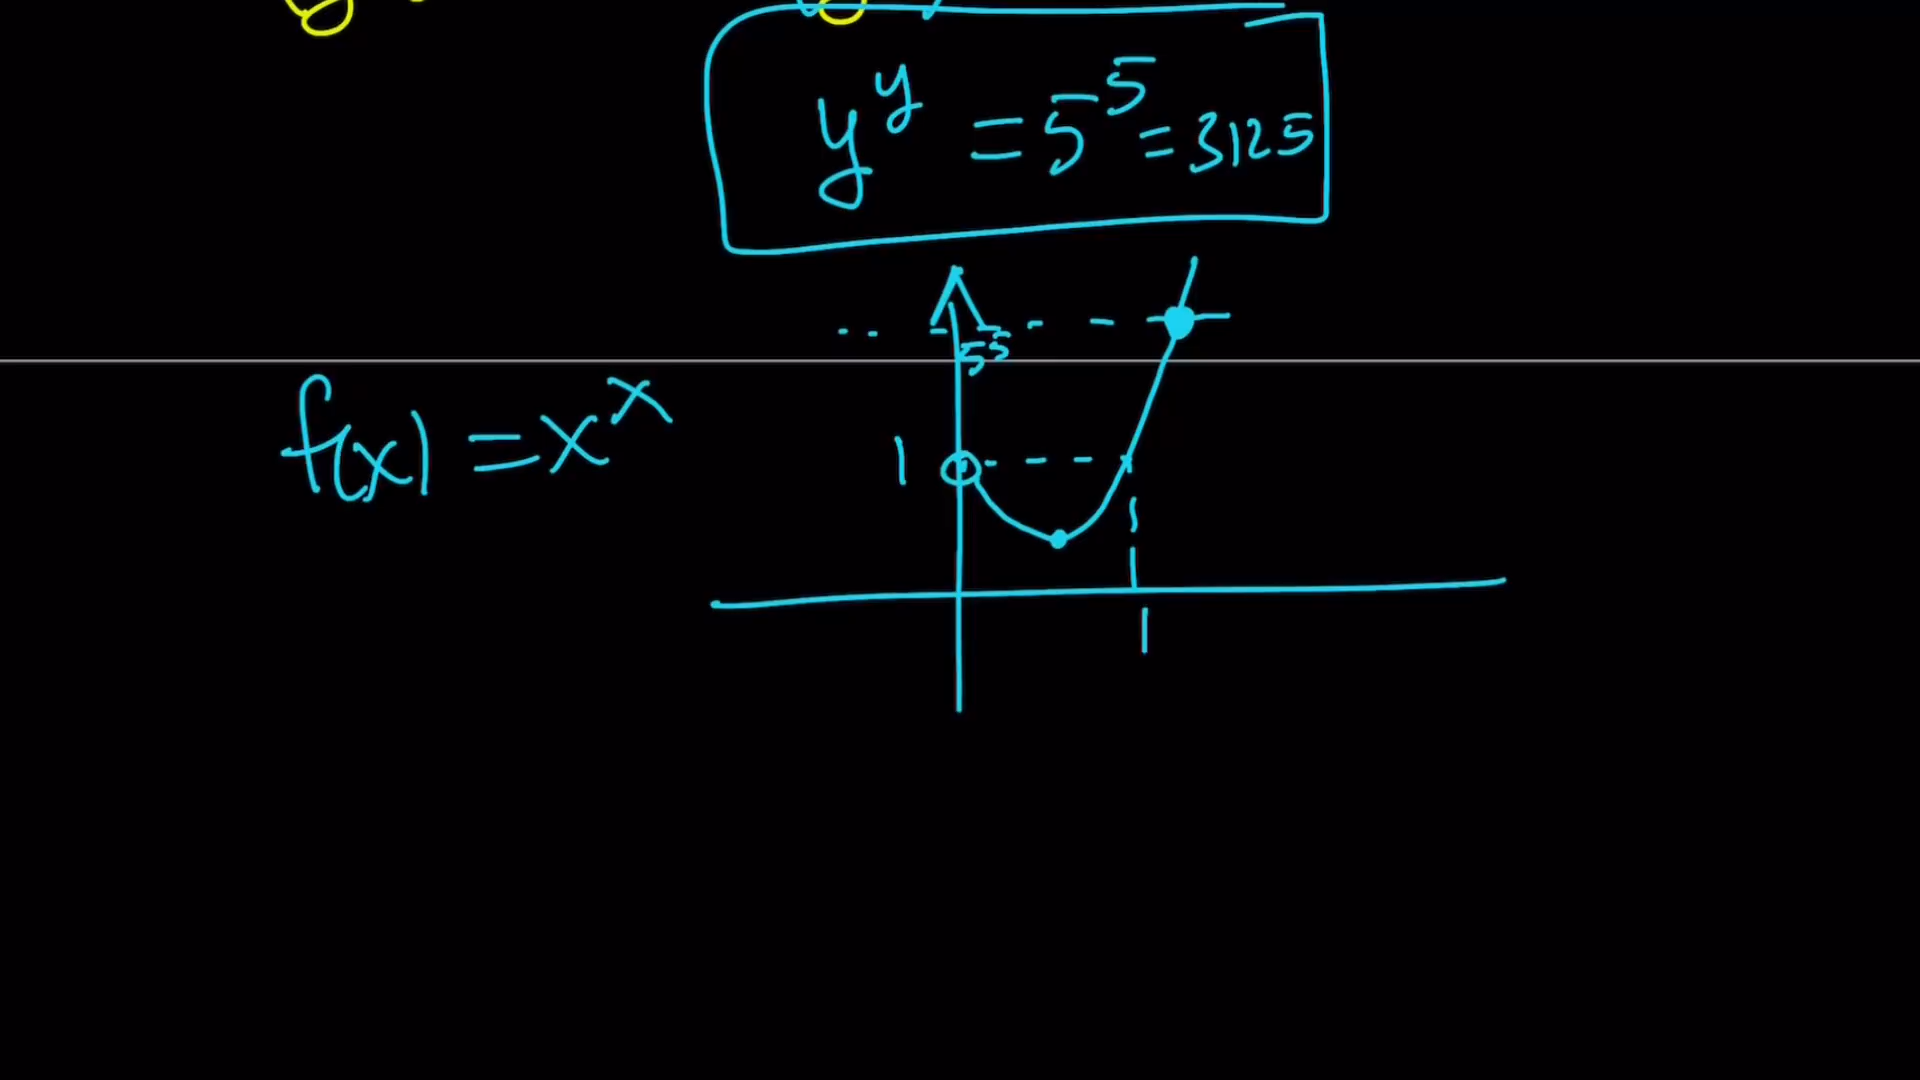 y^y = 5^5 = 3125
5^5
f(x) = x^x
1
1